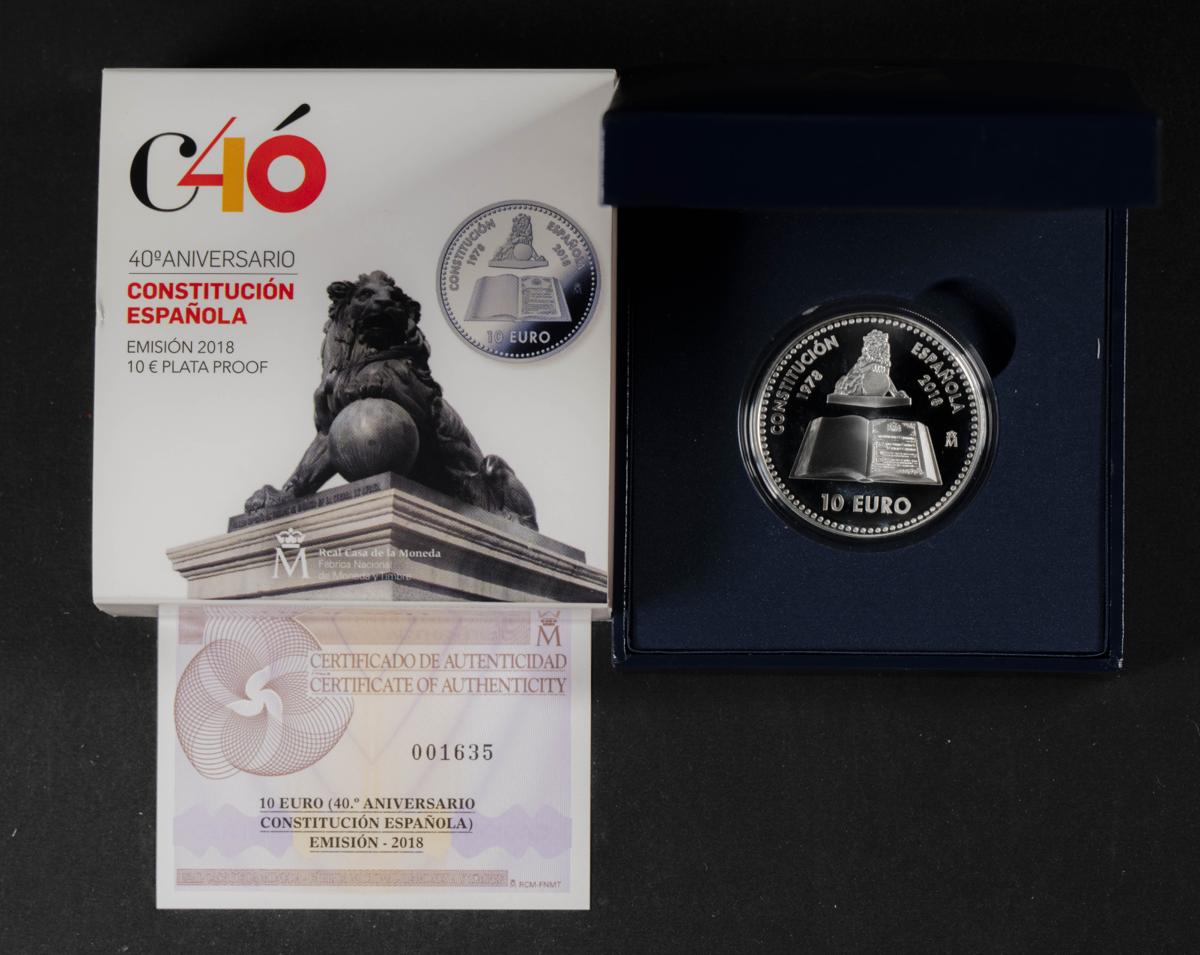 C40
40ºANIVERSARIO
CONSTITUCIÓN
ESPAÑOLA
EMISIÓN 2018
10 € PLATA PROOF
CONSTITUCIÓN ESPAÑOLA
1978 2018
10 EURO
M
Real Casa de la Moneda
Fábrica Nacional
de Moneda y Timbre
CONSTITUCIÓN ESPAÑOLA
1978 2018
M
10 EURO
M
CERTIFICADO DE AUTENTICIDAD
CERTIFICATE OF AUTHENTICITY
001635
10 EURO (40.º ANIVERSARIO
CONSTITUCIÓN ESPAÑOLA)
EMISIÓN - 2018
RCM-FNMT